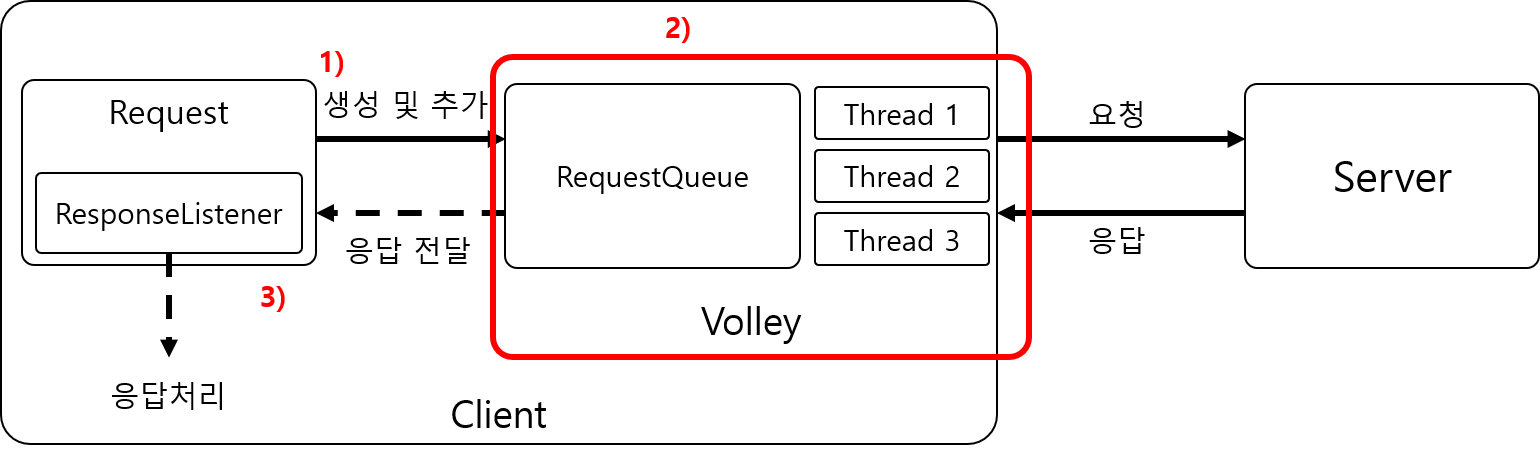 2)
1)
Request
생성 및 추가
ResponseListener
응답 전달
3)
응답처리
RequestQueue
Thread 1
Thread 2
Thread 3
Volley
Client
요청
응답
Server